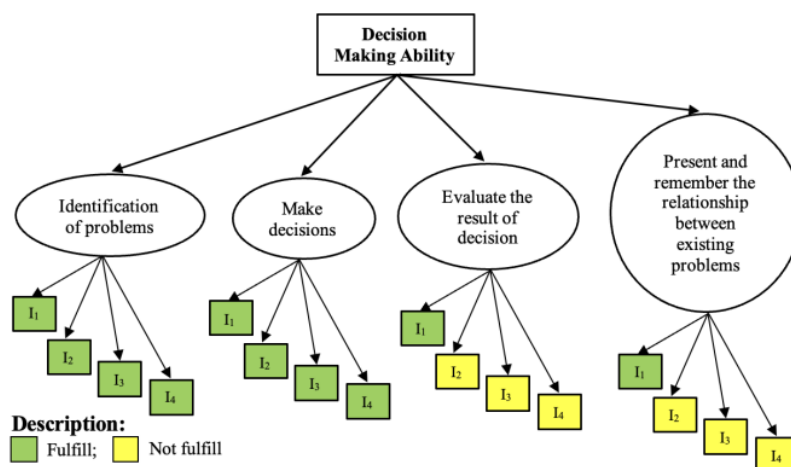 Decision
Making Ability
Identification
of problems
Make
decisions
Evaluate the
result of
decision
Present and
remember the
relationship
between
existing
problems
I₁
I₂
I₃
I₄
I₁
I₂
I₃
I₄
I₁
I₂
I₃
I₄
I₁
I₂
I₃
I₄
Description:
Fulfill; Not fulfill